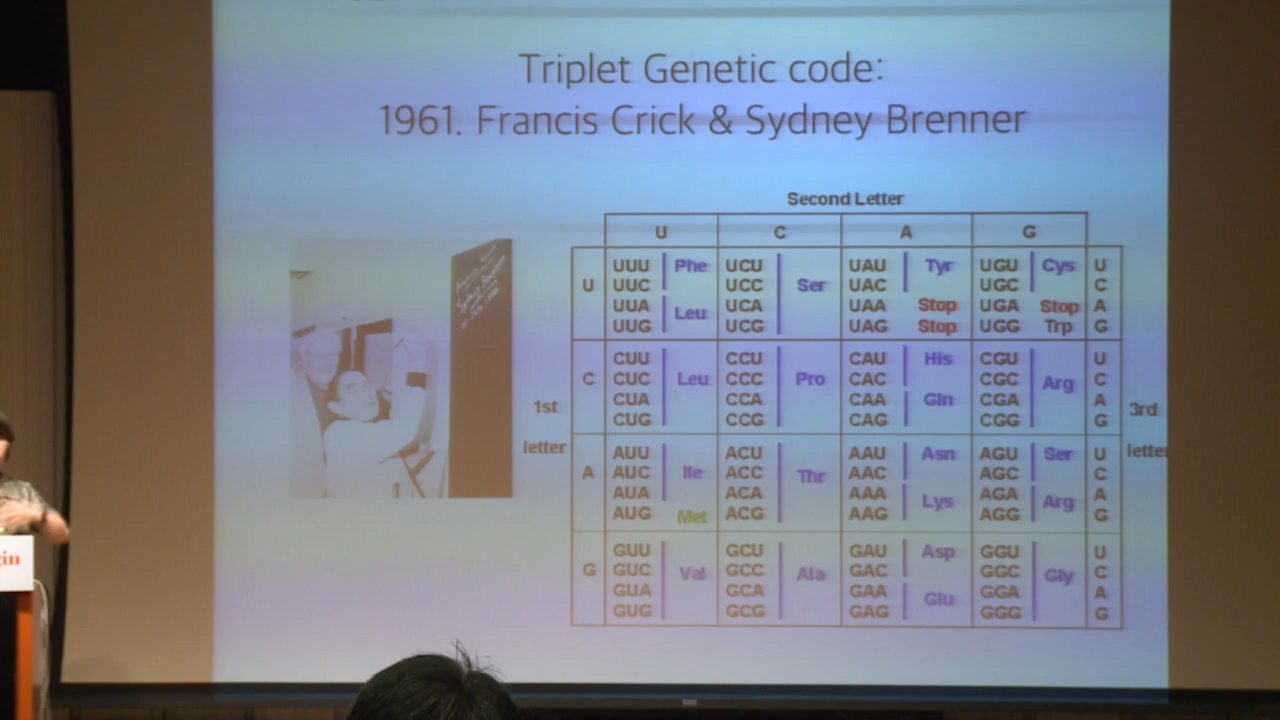 Triplet Genetic code:
1961. Francis Crick & Sydney Brenner
Second Letter
U C A G
U UUU UUC UUA UUG Phe Leu UCU UCC UCA UCG Ser UAU UAC UAA UAG Tyr Stop Stop UGU UGC UGA UGG Cys Stop Trp U C A G
1st letter
C CUU CUC CUA CUG Leu CCU CCC CCA CCG Pro CAU CAC CAA CAG His Gln CGU CGC CGA CGG Arg U C A G
3rd letter
A AUU AUC AUA AUG Ile Met ACU ACC ACA ACG Thr AAU AAC AAA AAG Asn Lys AGU AGC AGA AGG Ser Arg U C A G
G GUU GUC GUA GUG Val GCU GCC GCA GCG Ala GAU GAC GAA GAG Asp Glu GGU GGC GGA GGG Gly U C A G
Sydney Brenner
gin